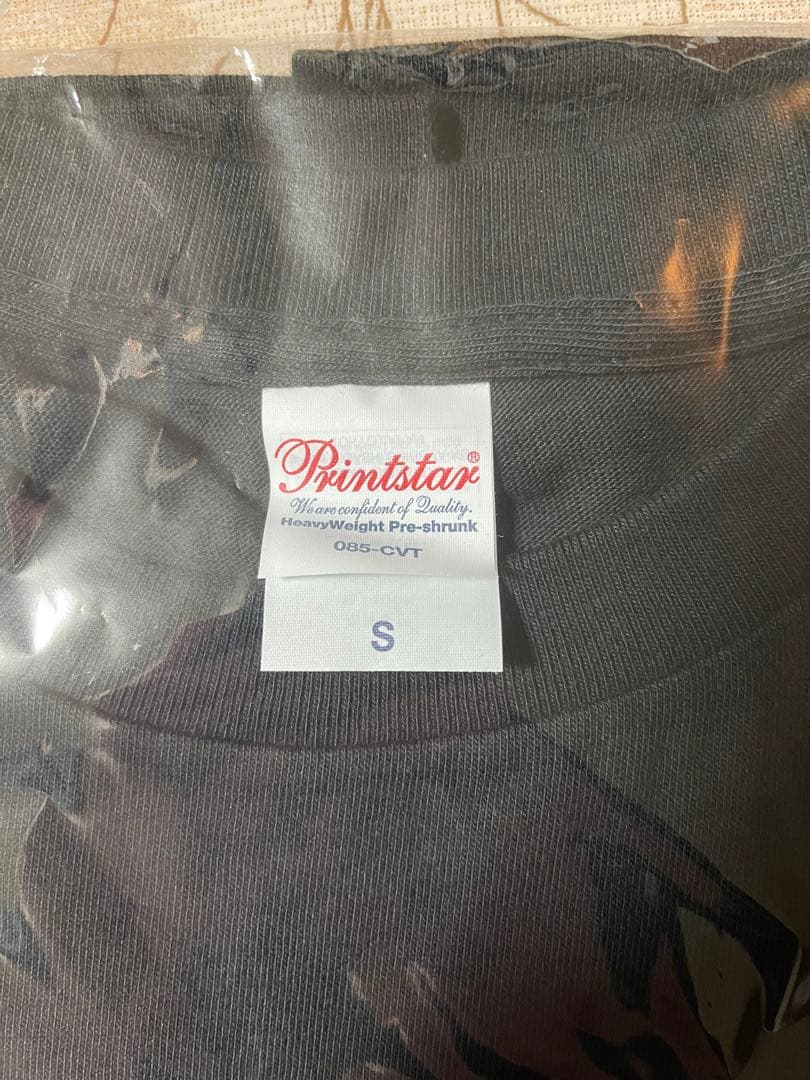 Printstar®
We are confident of Quality.
HeavyWeight Pre-shrunk
085-CVT
S